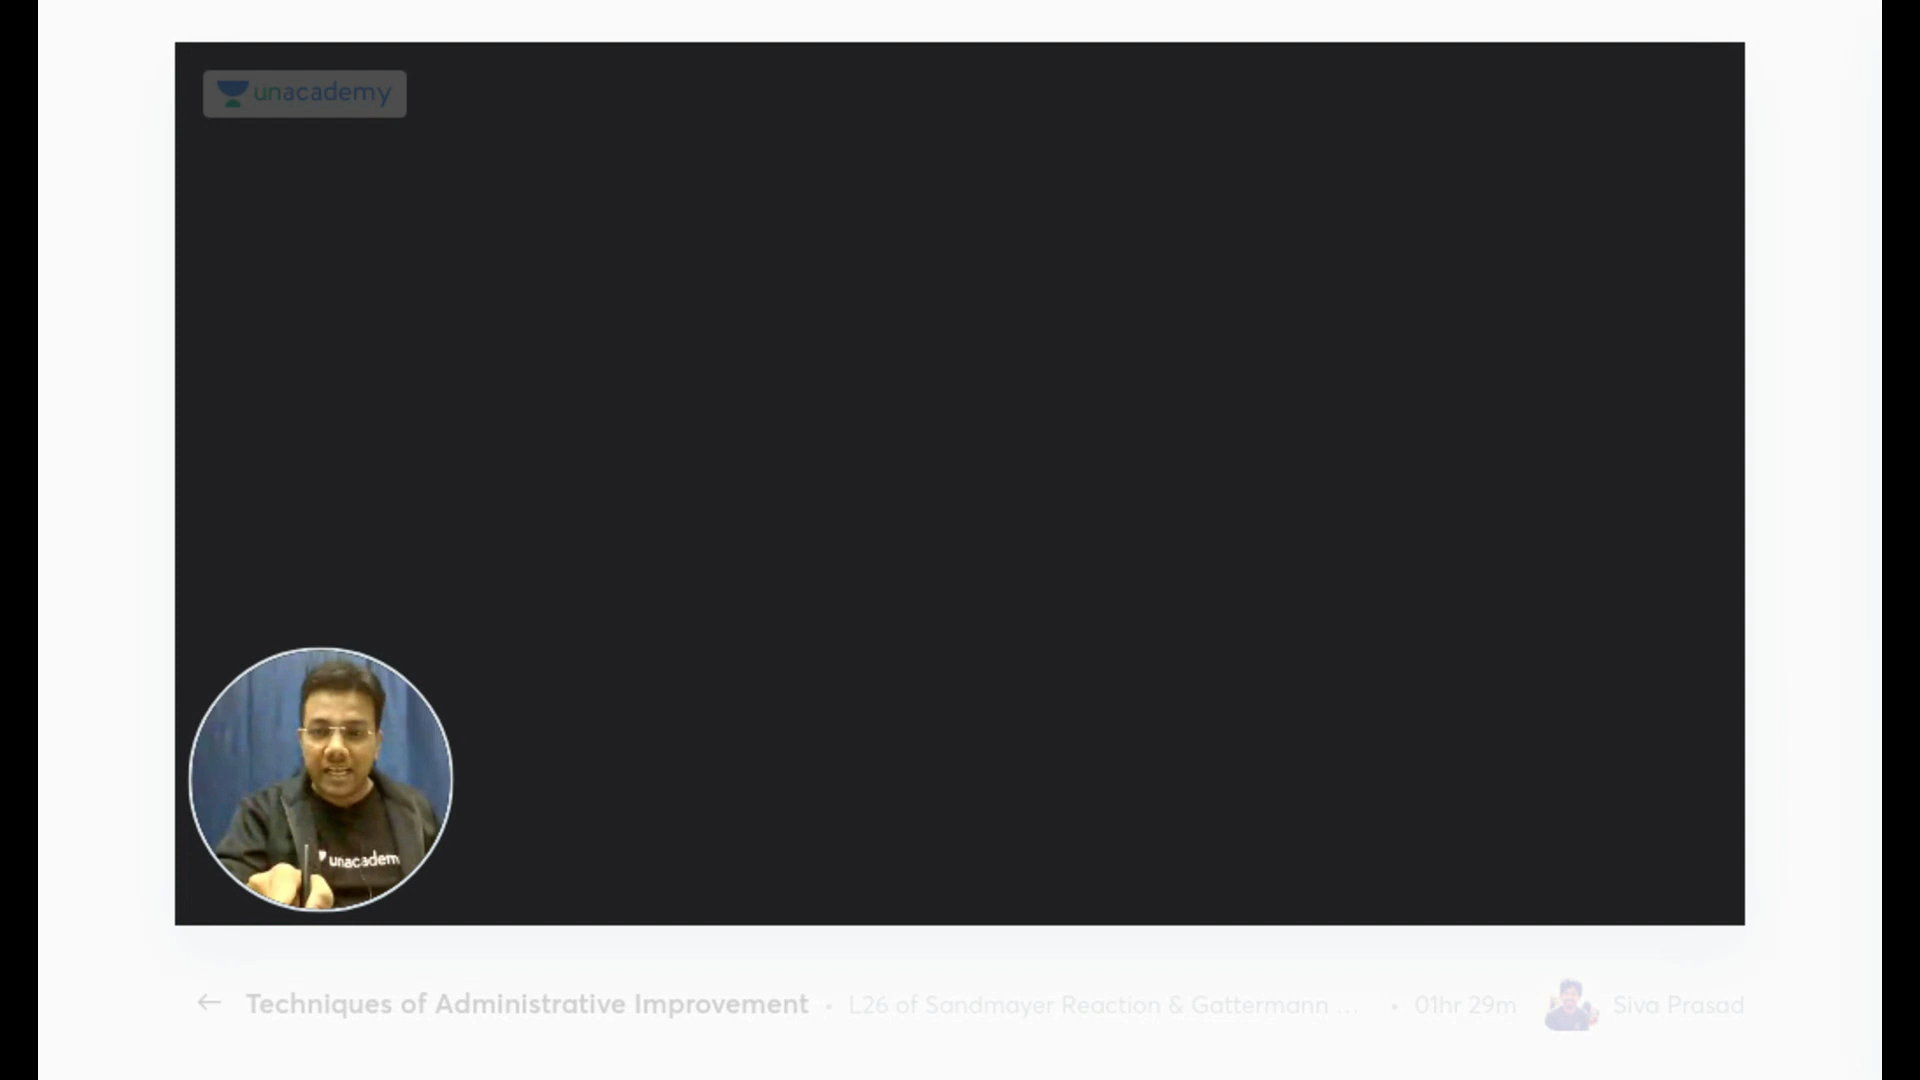 unacademy
unacadem
Techniques of Administrative Improvement • L26 of Sandmayer Reaction & Gattermann ... • 01hr 29m Siva Prasad